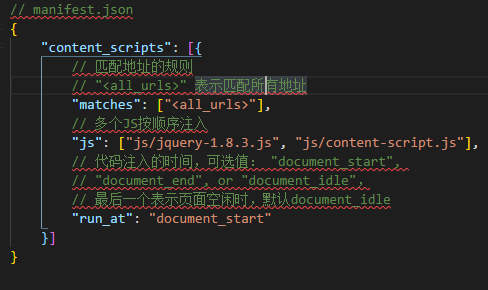 // manifest.json
{
"content_scripts": [{
// 匹配地址的规则
// "<all_urls>" 表示匹配所有地址
"matches": ["<all_urls>"],
// 多个JS按顺序注入
"js": ["js/jquery-1.8.3.js", "js/content-script.js"],
// 代码注入的时间，可选值： "document_start",
// "document_end", or "document_idle",
// 最后一个表示页面空闲时，默认document_idle
"run_at": "document_start"
}]
}